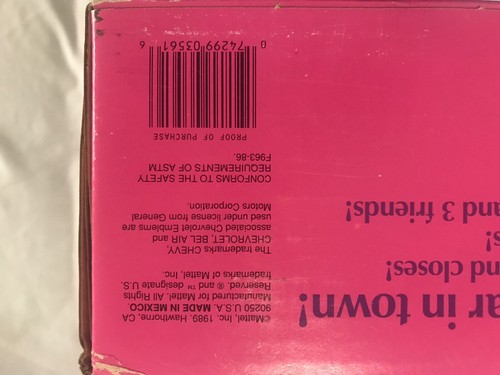 ar in town!
nd closes!
s!
and 3 friends!
©Mattel, Inc. 1989. Hawthorne, CA
90250 U.S.A. MADE IN MEXICO.
Manufactured for Mattel. All Rights
Reserved. ® and ™ designate U.S.
trademarks of Mattel, Inc.
The trademarks CHEVY,
CHEVROLET, BEL AIR and
associated Chevrolet Emblems are
used under license from General
Motors Corporation.
CONFORMS TO THE SAFETY
REQUIREMENTS OF ASTM
F963-86.
PROOF OF PURCHASE
0 74299 03561 6